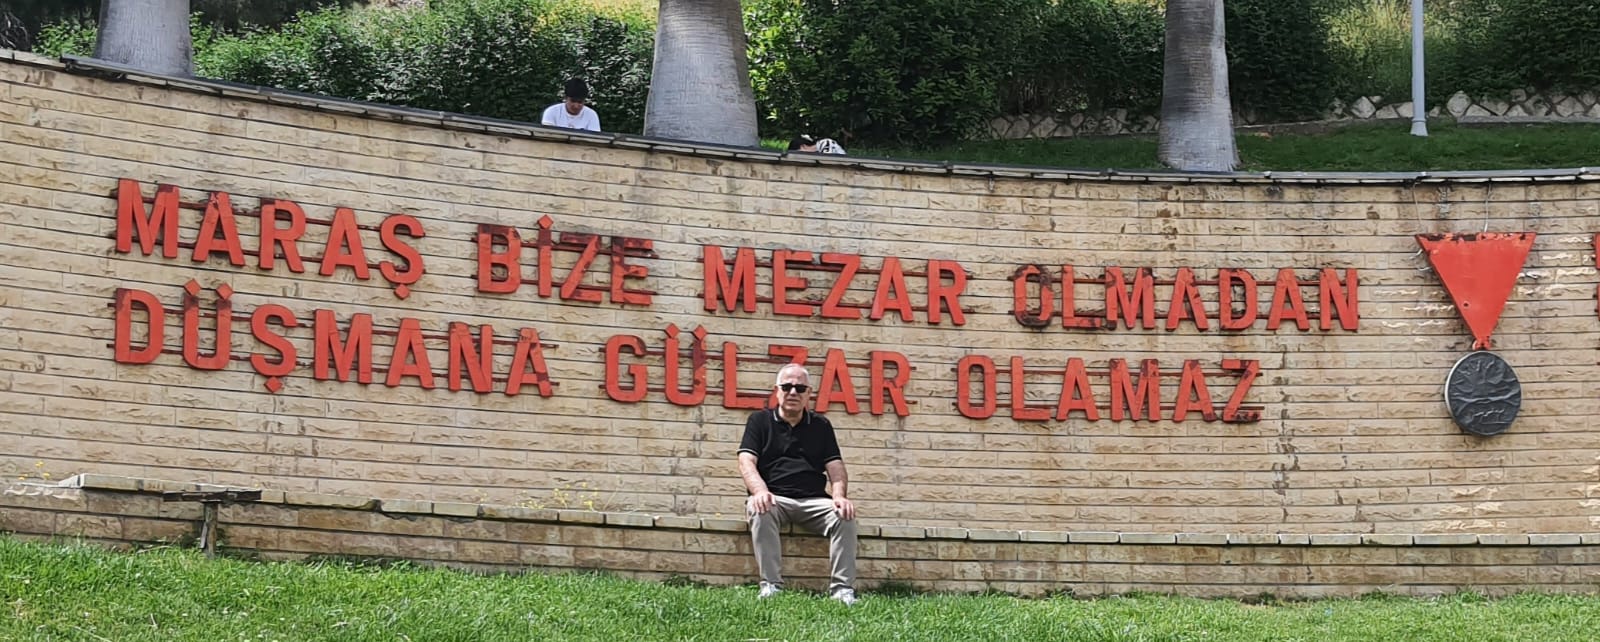 MARAŞ BİZE MEZAR OLMADAN
DÜŞMANA GÜLZAR OLAMAZ